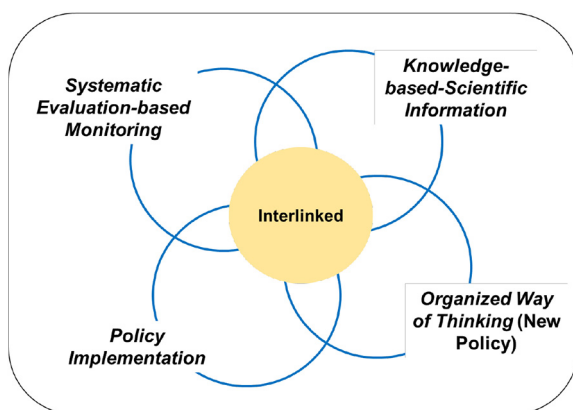 Systematic
Evaluation-based
Monitoring
Knowledge-
based-Scientific
Information
Interlinked
Policy
Implementation
Organized Way
of Thinking (New
Policy)